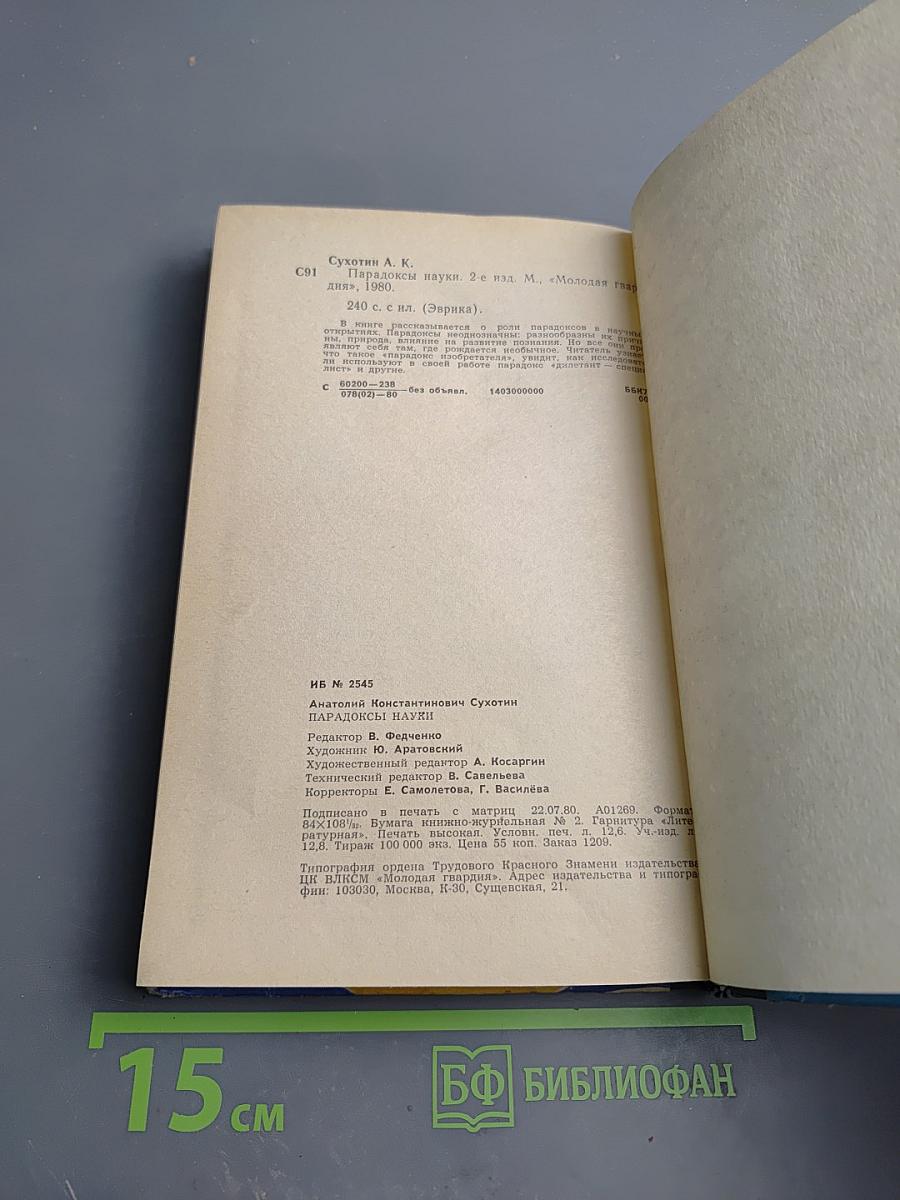 Сухотин А. К.
С91 Парадоксы науки. 2-е изд. М., «Молодая гвар
дия», 1980.
240 с. с ил. (Эврика).
В книге рассказывается о роли парадоксов в научны
открытиях. Парадоксы неоднозначны: разнообразны их причи
ны, природа, влияние на развитие познания. Но все они про
являют себя там, где рождается необычное. Читатель узнае
что такое «парадокс изобретателя», увидит, как исследоват
ли используют в своей работе парадокс «дилетант — специа
лист» и другие.
С 60200—238
078(02)—80 без объявл. 1403000000 ББК7
00
ИБ № 2545
Анатолий Константинович Сухотин
ПАРАДОКСЫ НАУКИ
Редактор В. Федченко
Художник Ю. Аратовский
Художественный редактор А. Косаргин
Технический редактор В. Савельева
Корректоры Е. Самолетова, Г. Василёва
Подписано в печать с матриц 22.07.80. А01269. Формат
84×108¹/₃₂. Бумага книжно-журнальная № 2. Гарнитура «Лите
ратурная». Печать высокая. Условн. печ. л. 12,6. Уч.-изд. л.
12,8. Тираж 100 000 экз. Цена 55 коп. Заказ 1209.
Типография ордена Трудового Красного Знамени издательства
ЦК ВЛКСМ «Молодая гвардия». Адрес издательства и типогра
фии: 103030, Москва, К-30, Сущевская, 21.
15 см БФ БИБЛИОФАН